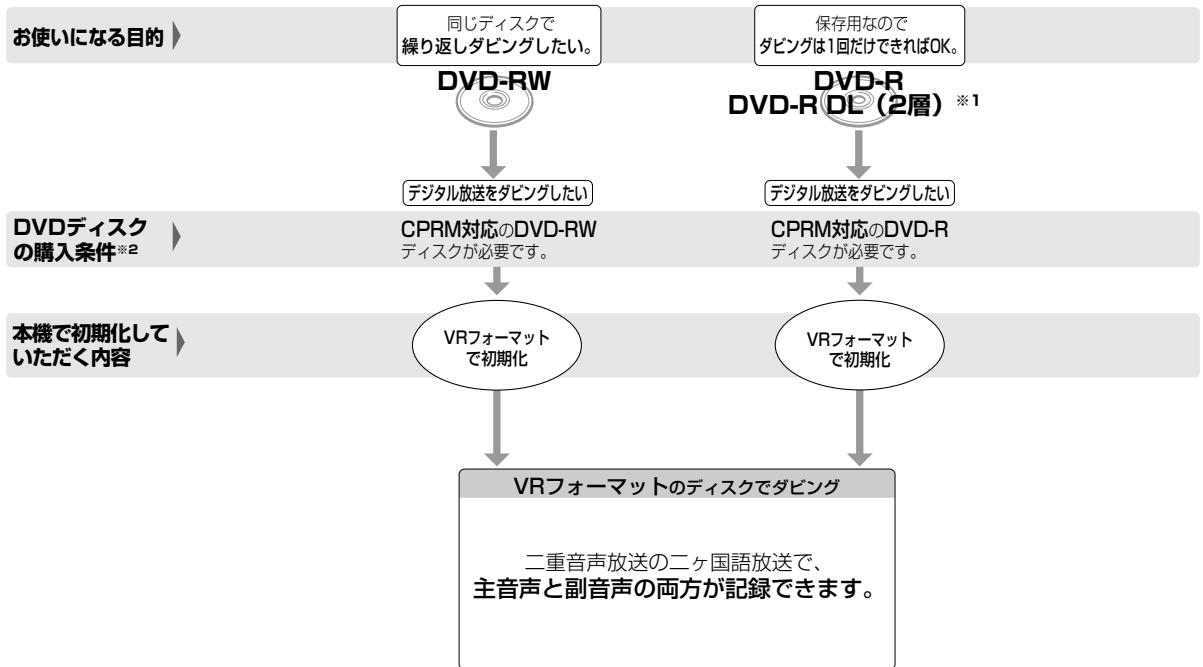 お使いになる目的
同じディスクで
繰り返しダビングしたい。
保存用なので
ダビングは1回だけできればOK。
DVD-RW
DVD-R
DVD-R DL（2層）※1
デジタル放送をダビングしたい
デジタル放送をダビングしたい
DVDディスク
の購入条件※2
CPRM対応のDVD-RW
ディスクが必要です。
CPRM対応のDVD-R
ディスクが必要です。
本機で初期化して
いただく内容
VRフォーマット
で初期化
VRフォーマット
で初期化
VRフォーマットのディスクでダビング
二重音声放送の二ヶ国語放送で、
主音声と副音声の両方が記録できます。